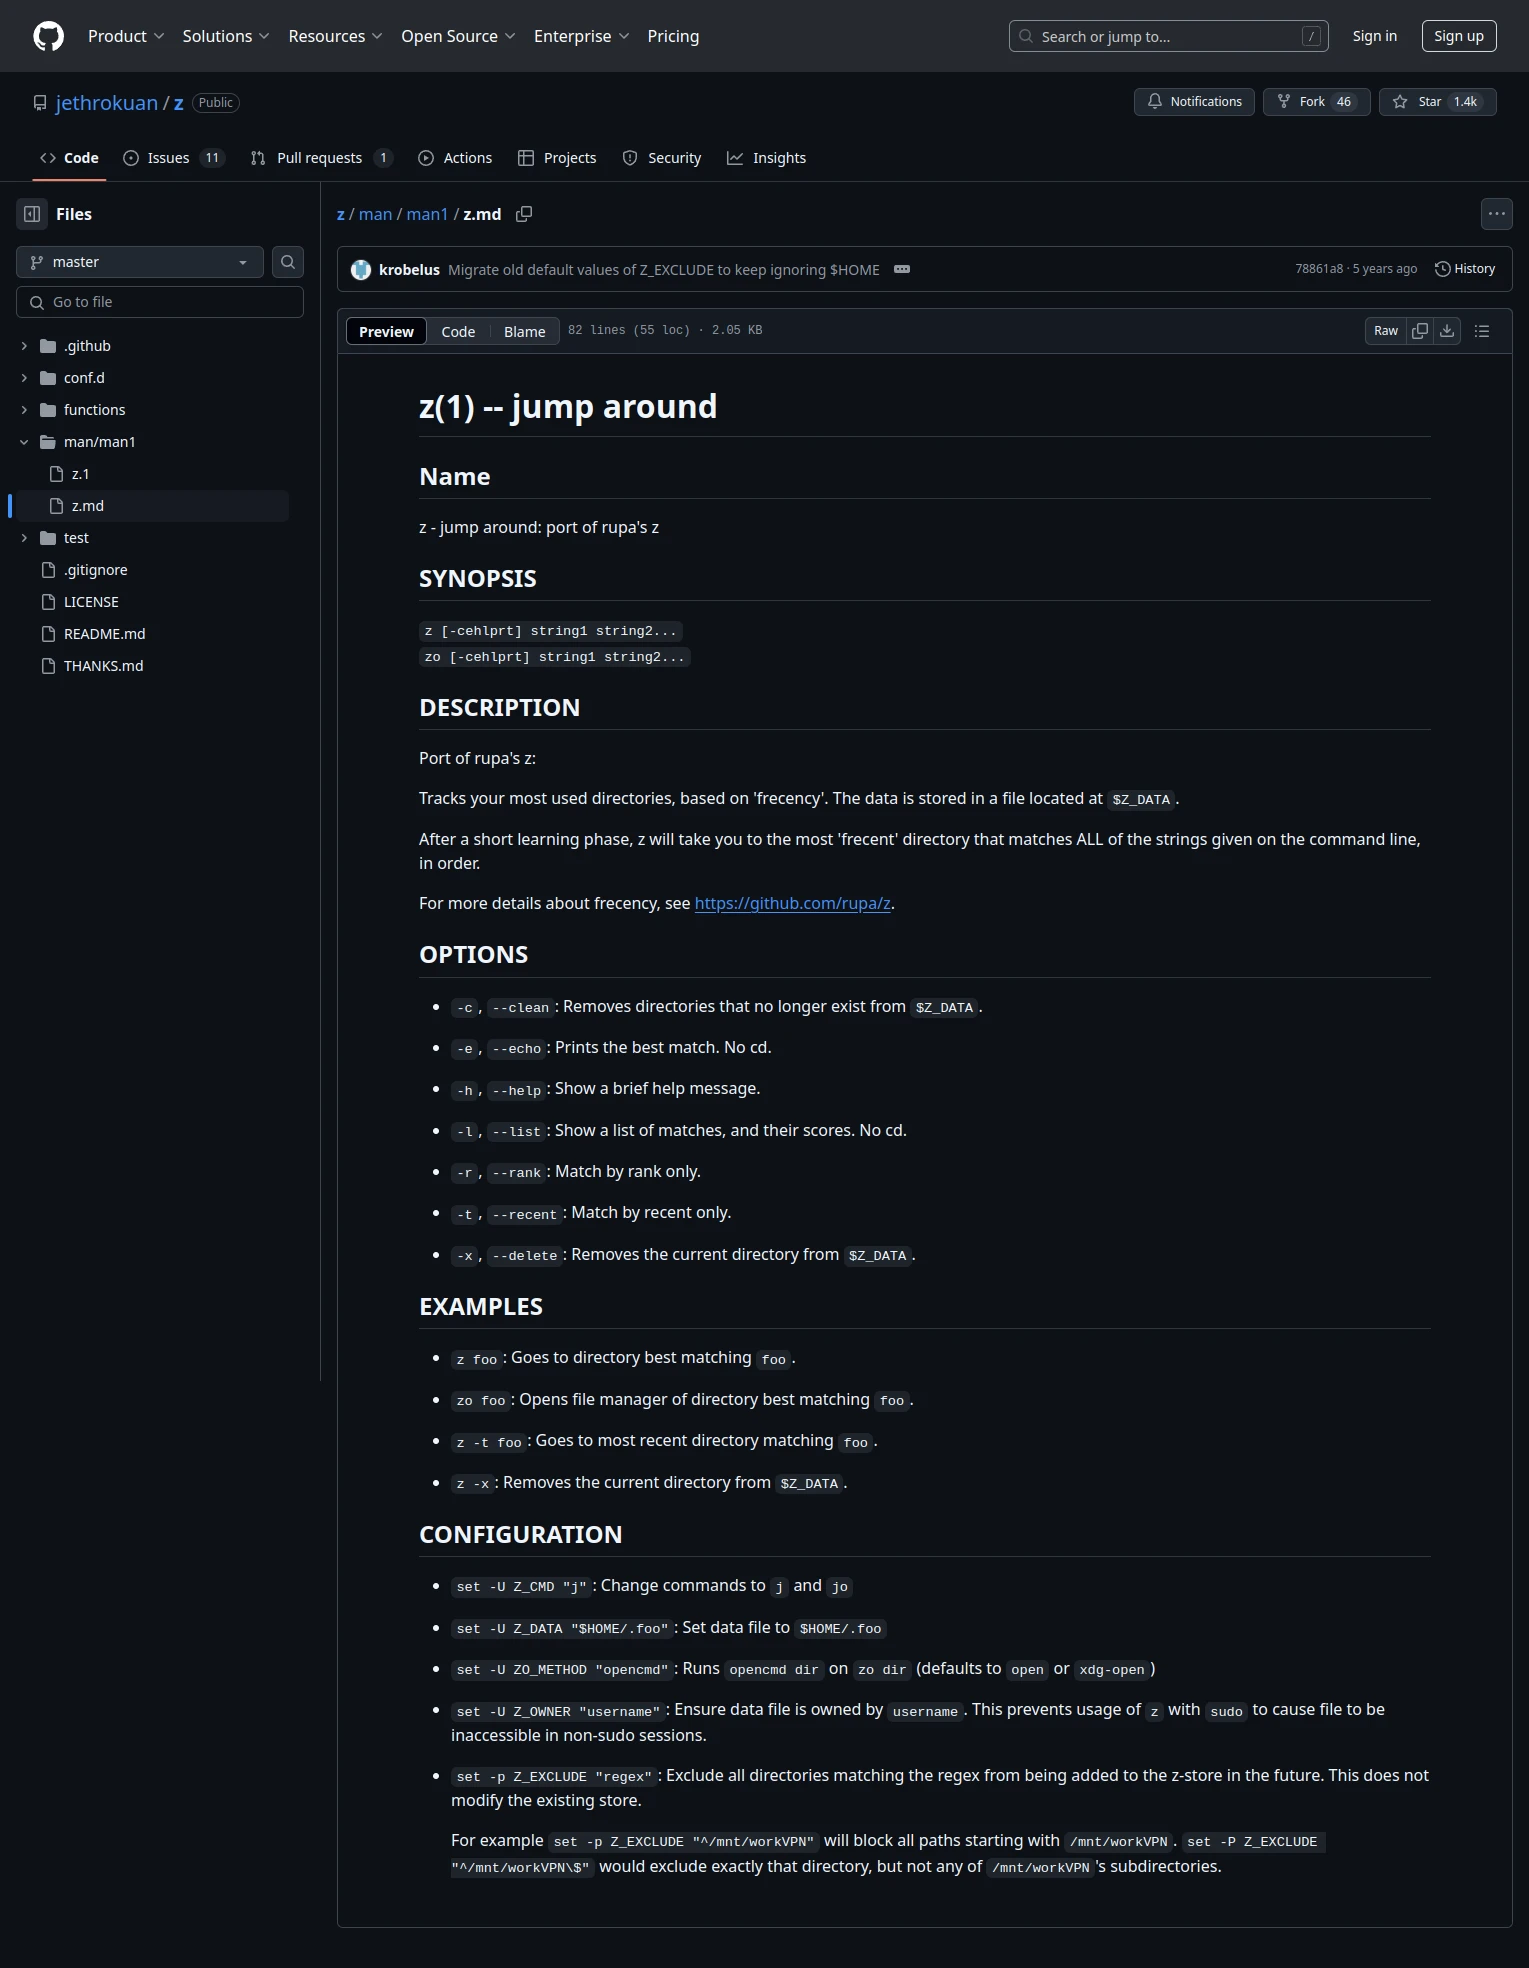 Product Solutions Resources Open Source Enterprise Pricing Search or jump to... / Sign in Sign up
jethrokuan / z Public Notifications Fork 46 Star 1.4k
Code Issues 11 Pull requests 1 Actions Projects Security Insights
Files
master
Go to file
.github
conf.d
functions
man/man1
z.1
z.md
test
.gitignore
LICENSE
README.md
THANKS.md
z / man / man1 / z.md
krobelus Migrate old default values of Z_EXCLUDE to keep ignoring $HOME 78861a8 · 5 years ago History
Preview Code Blame 82 lines (55 loc) · 2.05 KB Raw
z(1) -- jump around
Name
z - jump around: port of rupa's z
SYNOPSIS
z [-cehlprt] string1 string2...
zo [-cehlprt] string1 string2...
DESCRIPTION
Port of rupa's z:
Tracks your most used directories, based on 'frecency'. The data is stored in a file located at $Z_DATA.
After a short learning phase, z will take you to the most 'frecent' directory that matches ALL of the strings given on the command line,
in order.
For more details about frecency, see https://github.com/rupa/z.
OPTIONS
• -c, --clean: Removes directories that no longer exist from $Z_DATA.
• -e, --echo: Prints the best match. No cd.
• -h, --help: Show a brief help message.
• -l, --list: Show a list of matches, and their scores. No cd.
• -r, --rank: Match by rank only.
• -t, --recent: Match by recent only.
• -x, --delete: Removes the current directory from $Z_DATA.
EXAMPLES
• z foo: Goes to directory best matching foo.
• zo foo: Opens file manager of directory best matching foo.
• z -t foo: Goes to most recent directory matching foo.
• z -x: Removes the current directory from $Z_DATA.
CONFIGURATION
• set -U Z_CMD "j": Change commands to j and jo
• set -U Z_DATA "$HOME/.foo": Set data file to $HOME/.foo
• set -U ZO_METHOD "opencmd": Runs opencmd dir on zo dir (defaults to open or xdg-open)
• set -U Z_OWNER "username": Ensure data file is owned by username. This prevents usage of z with sudo to cause file to be
inaccessible in non-sudo sessions.
• set -p Z_EXCLUDE "regex": Exclude all directories matching the regex from being added to the z-store in the future. This does not
modify the existing store.
For example set -p Z_EXCLUDE "^/mnt/workVPN" will block all paths starting with /mnt/workVPN. set -P Z_EXCLUDE
"^/mnt/workVPN\$" would exclude exactly that directory, but not any of /mnt/workVPN's subdirectories.